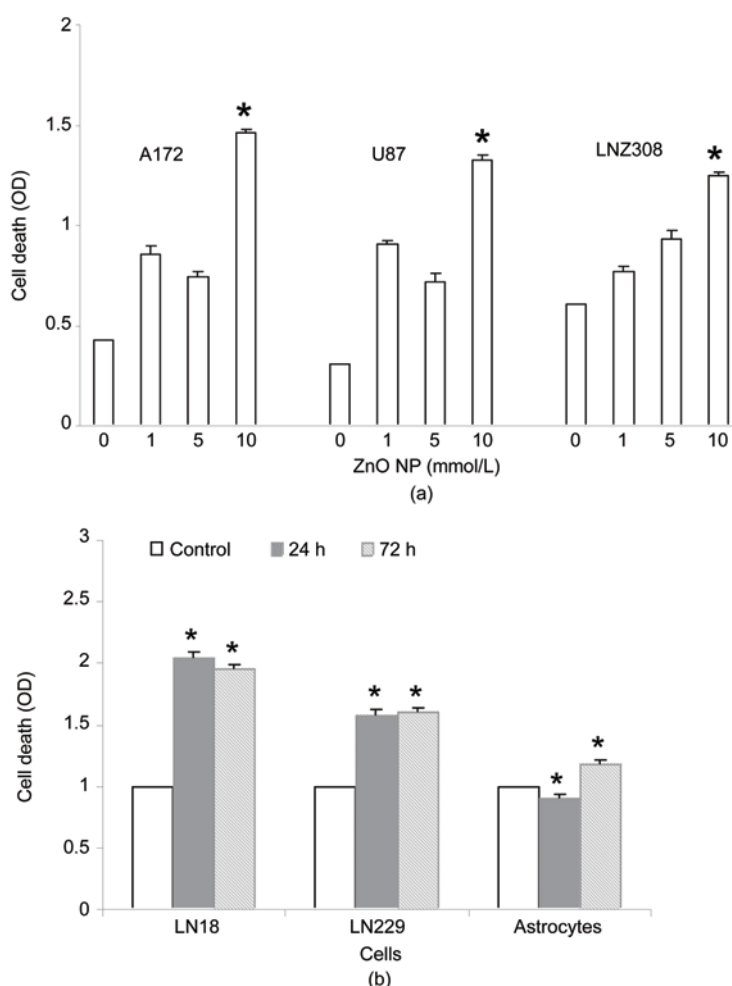 2
1.5
1
0.5
0
Cell death (OD)
A172
U87
LNZ308
*
*
*
0 1 5 10 0 1 5 10 0 1 5 10
ZnO NP (mmol/L)
(a)
3
2.5
2
1.5
1
0.5
0
Cell death (OD)
Control 24 h 72 h
* *
* *
* *
LN18 LN229 Astrocytes
Cells
(b)